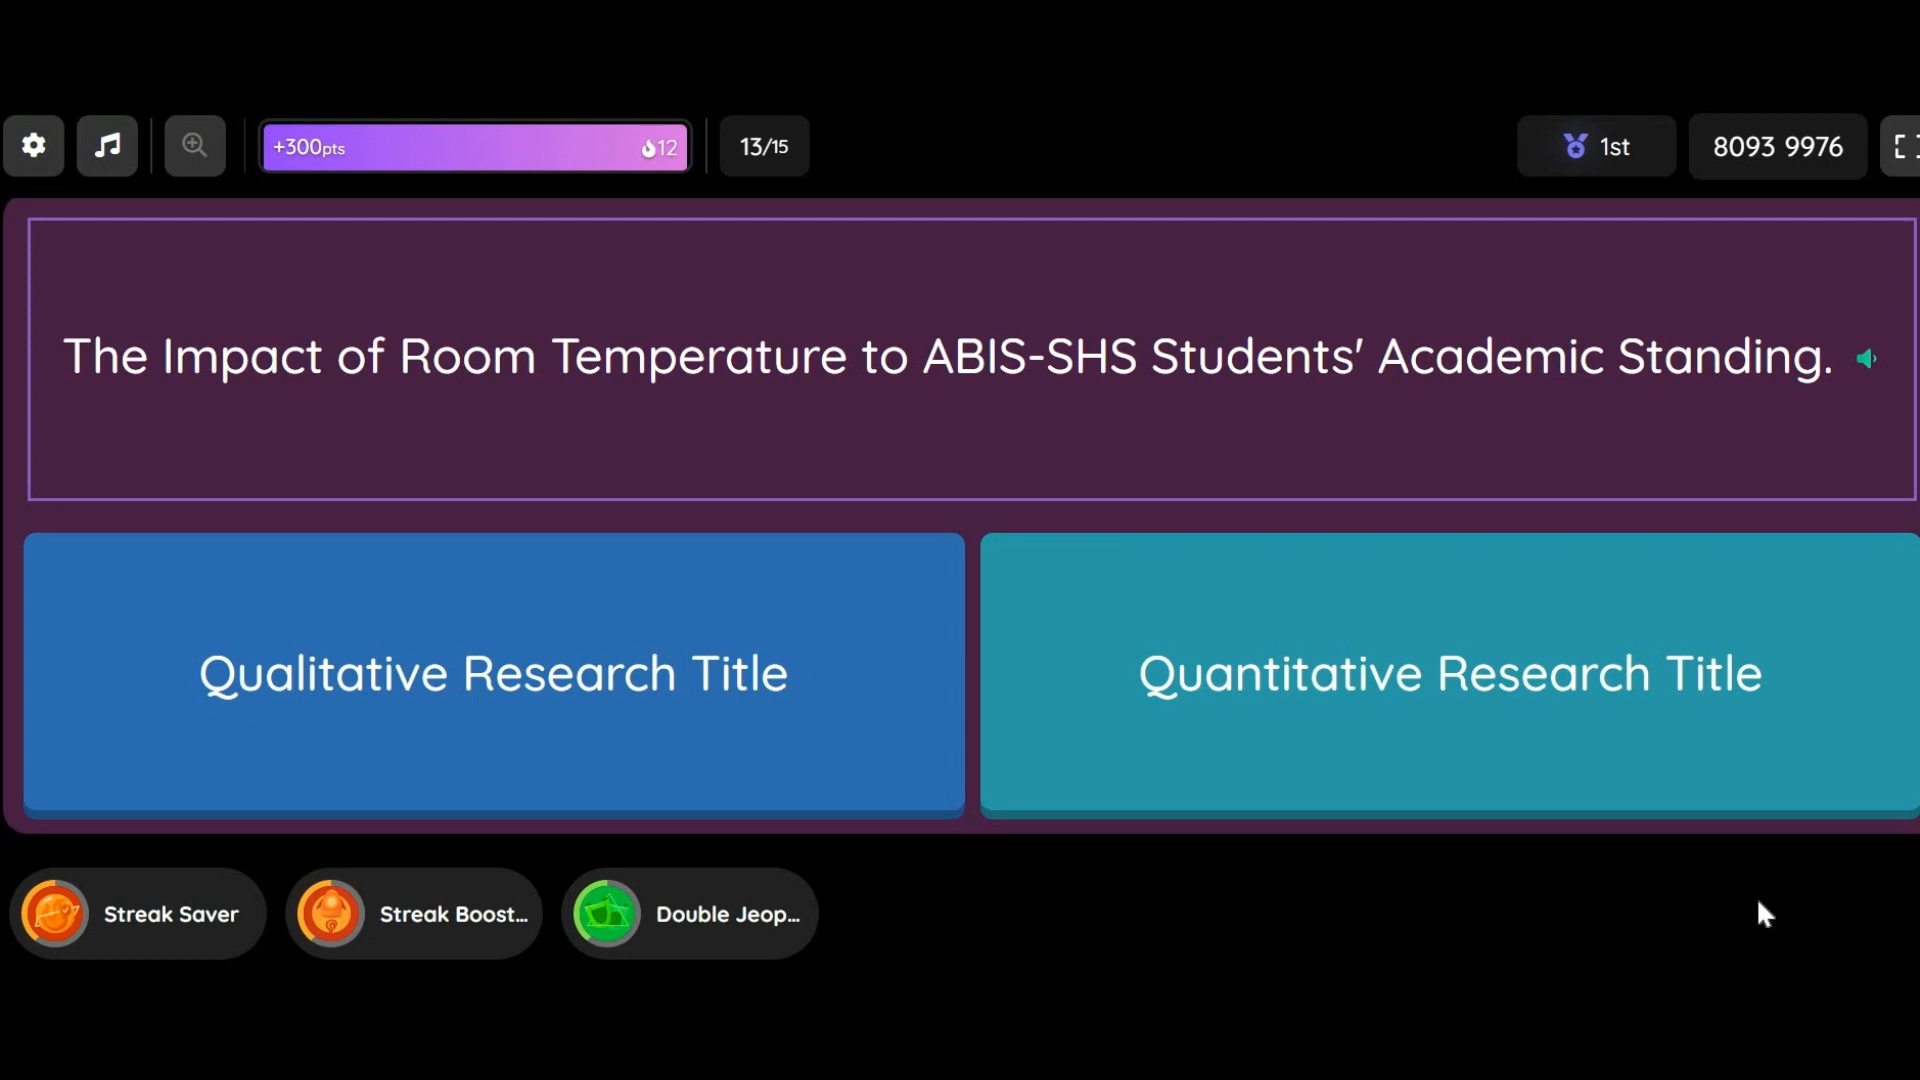 +300pts
12
13/15
1st
8093 9976
The Impact of Room Temperature to ABIS-SHS Students' Academic Standing.
Qualitative Research Title
Quantitative Research Title
Streak Saver
Streak Boost...
Double Jeop...